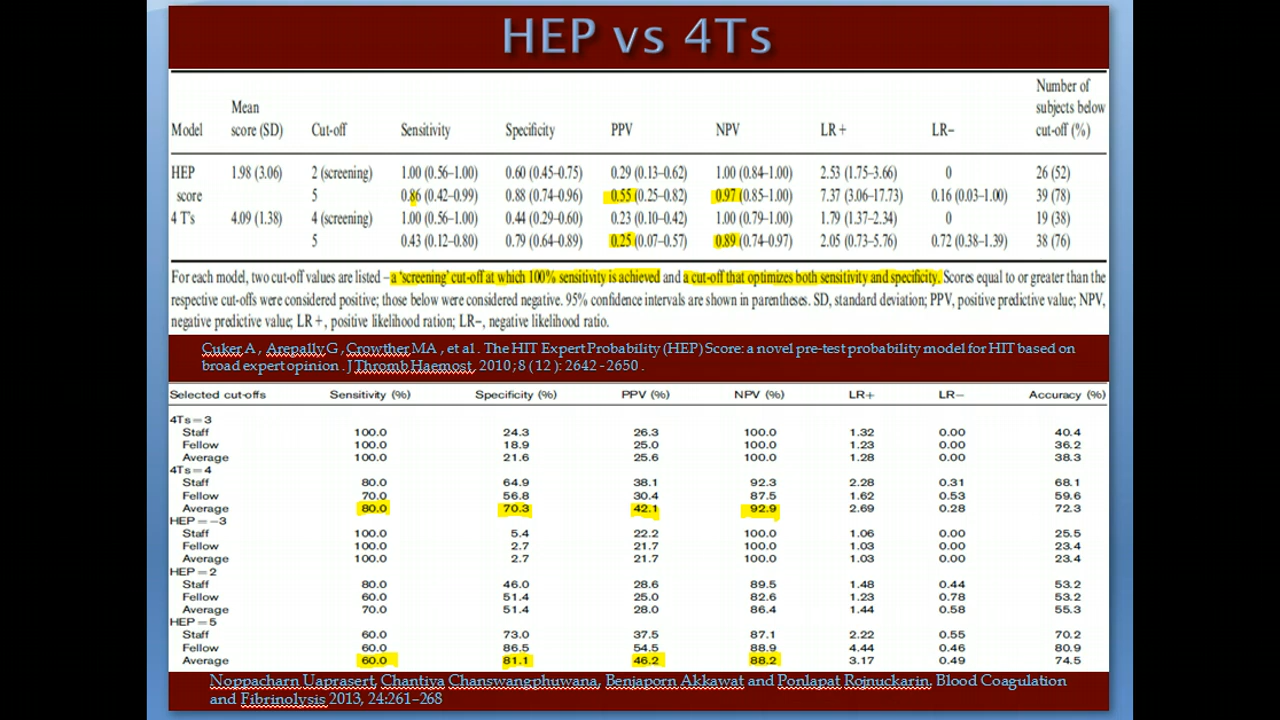 HEP vs 4Ts
Number of
Mean subjects below
Model score (SD) Cut-off Sensitivity Specificity PPV NPV LR+ LR– cut-off (%)
HEP 1.98 (3.06) 2 (screening) 1.00 (0.56–1.00) 0.60 (0.45–0.75) 0.29 (0.13–0.62) 1.00 (0.84–1.00) 2.53 (1.75–3.66) 0 26 (52)
score 5 0.86 (0.42–0.99) 0.88 (0.74–0.96) 0.55 (0.25–0.82) 0.97 (0.85–1.00) 7.37 (3.06–17.73) 0.16 (0.03–1.00) 39 (78)
4 T's 4.09 (1.38) 4 (screening) 1.00 (0.56–1.00) 0.44 (0.29–0.60) 0.23 (0.10–0.42) 1.00 (0.79–1.00) 1.79 (1.37–2.34) 0 19 (38)
5 0.43 (0.12–0.80) 0.79 (0.64–0.89) 0.25 (0.07–0.57) 0.89 (0.74–0.97) 2.05 (0.73–5.76) 0.72 (0.38–1.39) 38 (76)
For each model, two cut-off values are listed – a ‘screening’ cut-off at which 100% sensitivity is achieved and a cut-off that optimizes both sensitivity and specificity. Scores equal to or greater than the
respective cut-offs were considered positive; those below were considered negative. 95% confidence intervals are shown in parentheses. SD, standard deviation; PPV, positive predictive value; NPV,
negative predictive value; LR+, positive likelihood ration; LR–, negative likelihood ratio.
Cuker A , Arepally G , Crowther MA , et al . The HIT Expert Probability (HEP) Score: a novel pre-test probability model for HIT based on
broad expert opinion . J Thromb Haemost, 2010; 8 ( 12 ): 2642 - 2650 .
Selected cut-offs Sensitivity (%) Specificity (%) PPV (%) NPV (%) LR+ LR– Accuracy (%)
4Ts=3
Staff 100.0 24.3 26.3 100.0 1.32 0.00 40.4
Fellow 100.0 18.9 25.0 100.0 1.23 0.00 36.2
Average 100.0 21.6 25.6 100.0 1.28 0.00 38.3
4Ts=4
Staff 80.0 64.9 38.1 92.3 2.28 0.31 68.1
Fellow 70.0 56.8 30.4 87.5 1.62 0.53 59.6
Average 80.0 70.3 42.1 92.9 2.69 0.28 72.3
HEP=–3
Staff 100.0 5.4 22.2 100.0 1.06 0.00 25.5
Fellow 100.0 2.7 21.7 100.0 1.03 0.00 23.4
Average 100.0 2.7 21.7 100.0 1.03 0.00 23.4
HEP=2
Staff 80.0 46.0 28.6 89.5 1.48 0.44 53.2
Fellow 60.0 51.4 25.0 82.6 1.23 0.78 53.2
Average 70.0 51.4 28.0 86.4 1.44 0.58 55.3
HEP=5
Staff 60.0 73.0 37.5 87.1 2.22 0.55 70.2
Fellow 60.0 86.5 54.5 88.9 4.44 0.46 80.9
Average 60.0 81.1 46.2 88.2 3.17 0.49 74.5
Noppacharn Uaprasert, Chantiya Chanswangphuwana, Benjaporn Akkawat and Ponlapat Rojnuckarin. Blood Coagulation
and Fibrinolysis 2013, 24:261–268